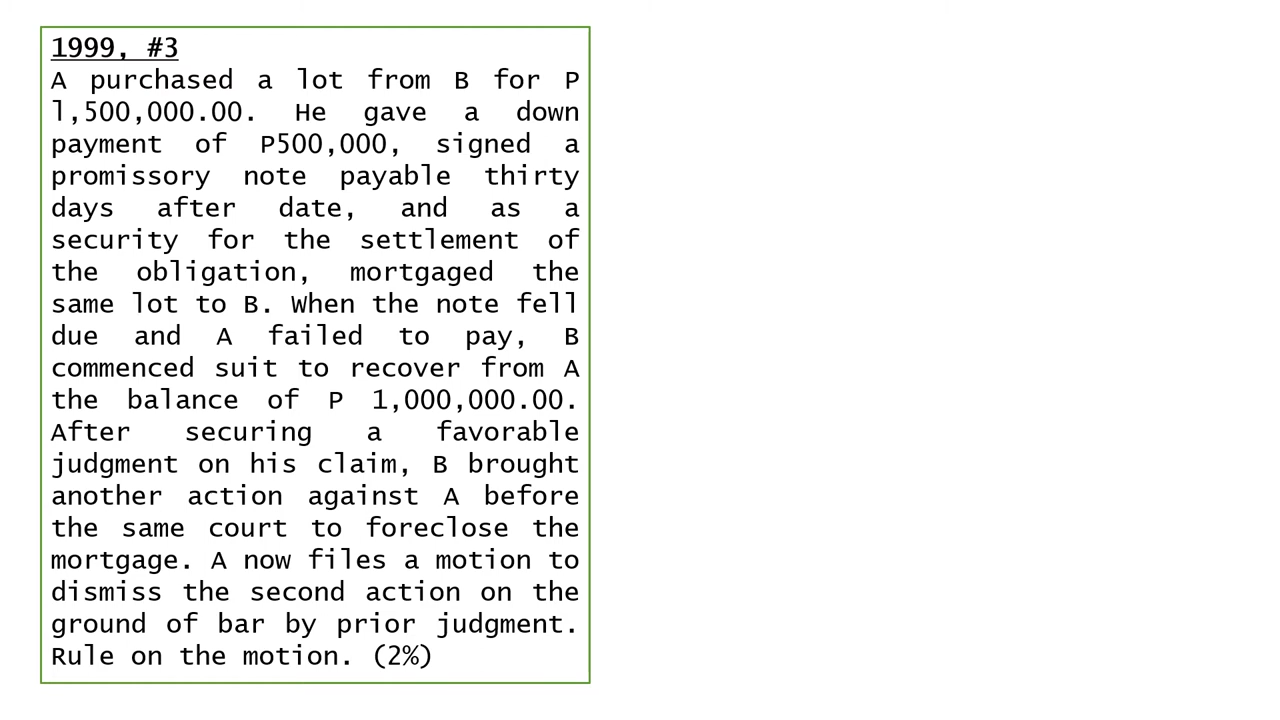 1999, #3
A purchased a lot from B for P
1,500,000.00. He gave a down
payment of P500,000, signed a
promissory note payable thirty
days after date, and as a
security for the settlement of
the obligation, mortgaged the
same lot to B. When the note fell
due and A failed to pay, B
commenced suit to recover from A
the balance of P 1,000,000.00.
After securing a favorable
judgment on his claim, B brought
another action against A before
the same court to foreclose the
mortgage. A now files a motion to
dismiss the second action on the
ground of bar by prior judgment.
Rule on the motion. (2%)